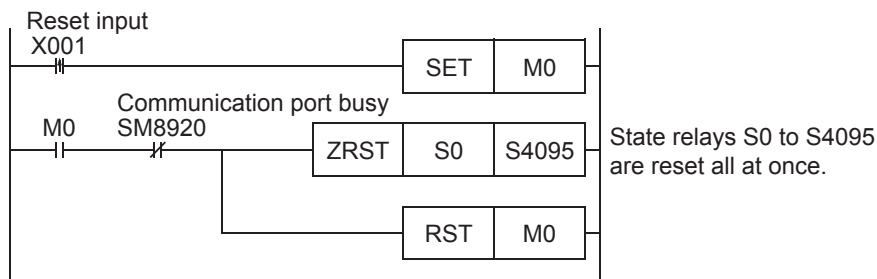 Reset input
X001
SET M0
Communication port busy
M0 SM8920
ZRST S0 S4095
State relays S0 to S4095
are reset all at once.
RST M0